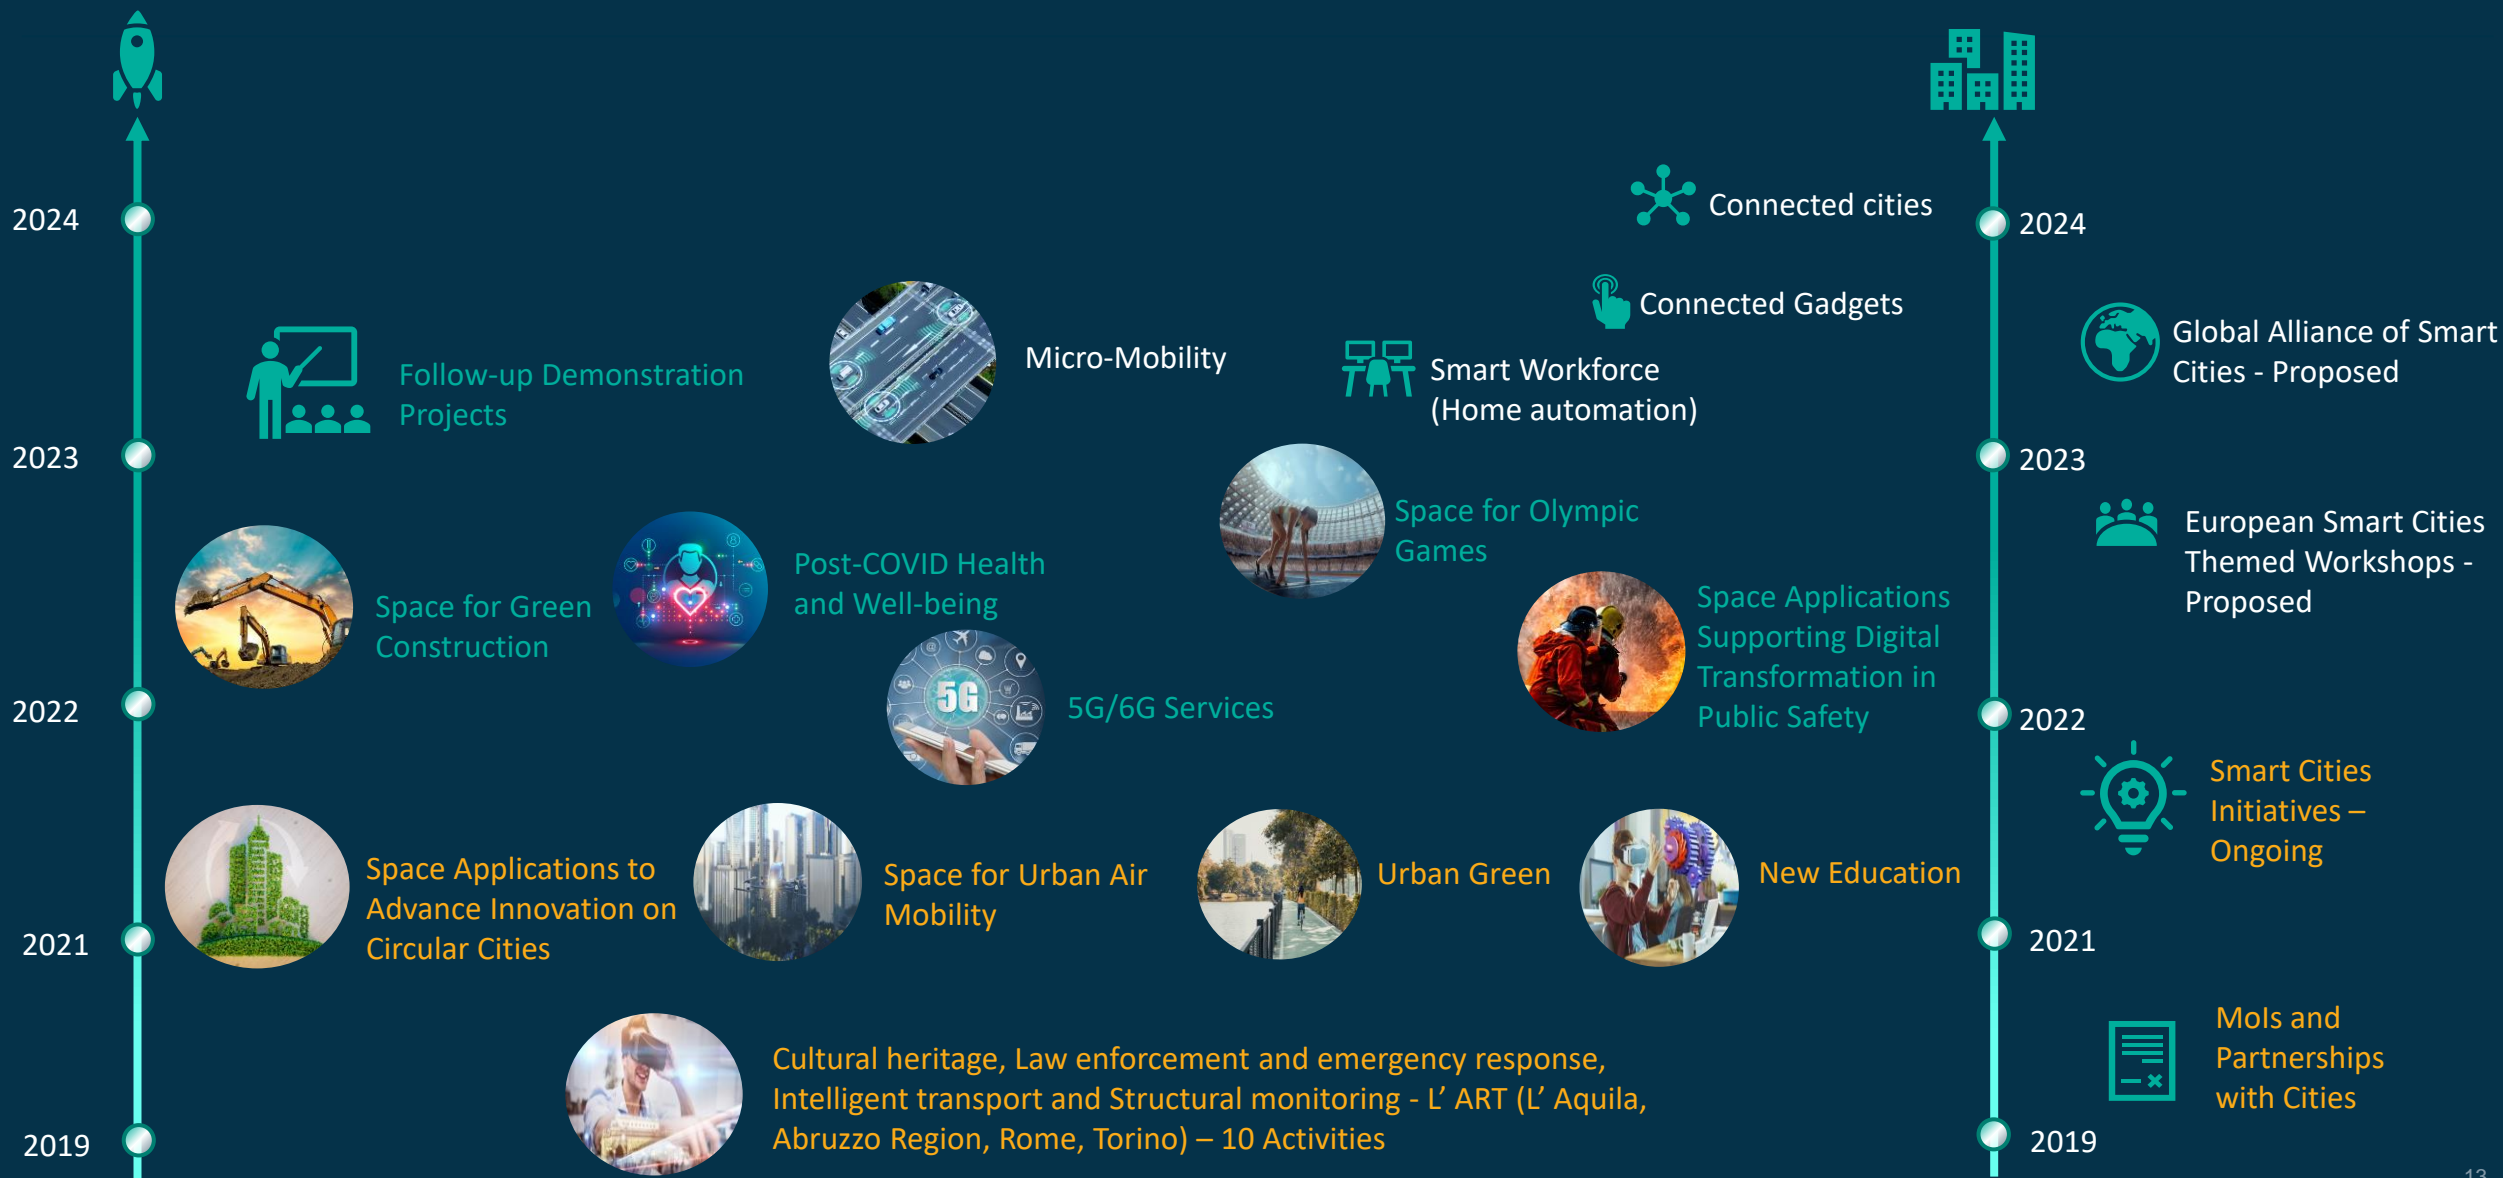 2024
Connected cities
2024
Connected Gadgets
Global Alliance of Smart
Cities - Proposed
Micro-Mobility
Smart Workforce
(Home automation)
Follow-up Demonstration
Projects
2023
2023
Space for Olympic
Games
European Smart Cities
Themed Workshops -
Proposed
Post-COVID Health
and Well-being
Space for Green
Construction
Space Applications
Supporting Digital
Transformation in
Public Safety
5G
5G/6G Services
2022
2022
Smart Cities
Initiatives –
Ongoing
Space Applications to
Advance Innovation on
Circular Cities
Space for Urban Air
Mobility
Urban Green
New Education
2021
2021
MoIs and
Partnerships
with Cities
Cultural heritage, Law enforcement and emergency response,
Intelligent transport and Structural monitoring - L’ ART (L’ Aquila,
Abruzzo Region, Rome, Torino) – 10 Activities
2019
2019
13